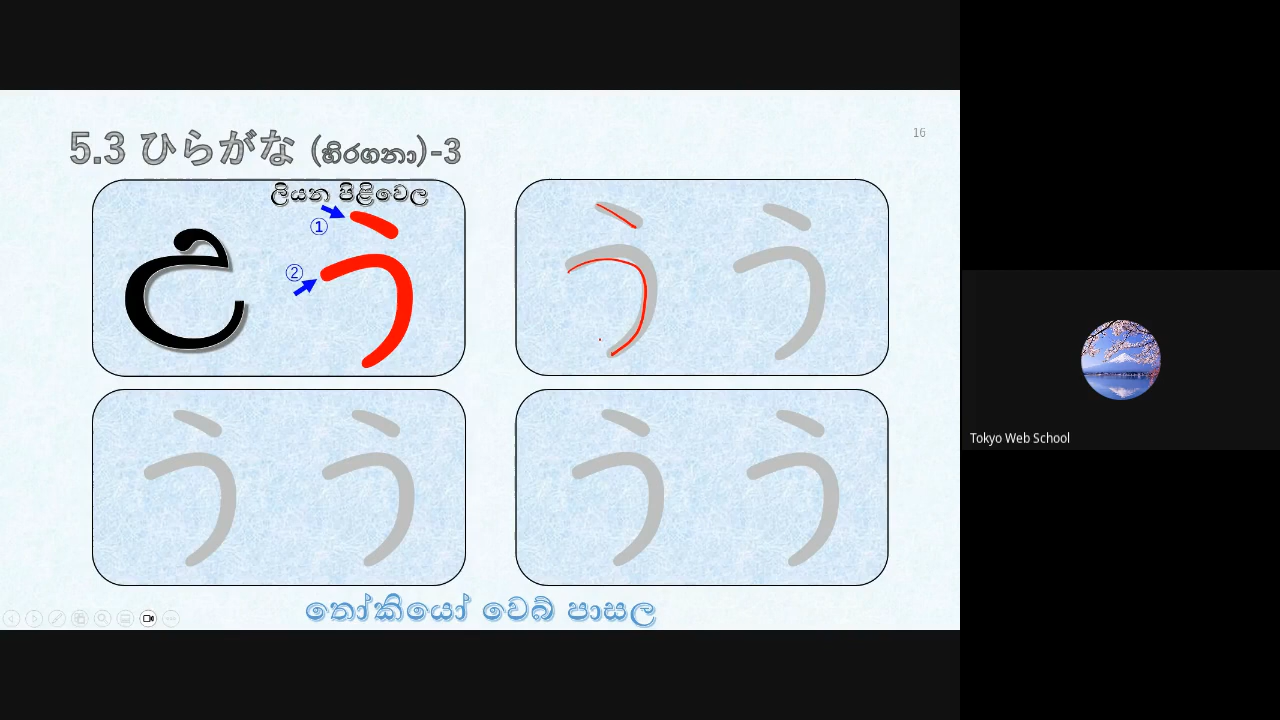 5.3 ひらがな (හිරගනා)-3
16
ලියන පිළිවෙල
උ ① ② う
う う
う う
う う
තෝකියෝ වෙබ් පාසල
Tokyo Web School